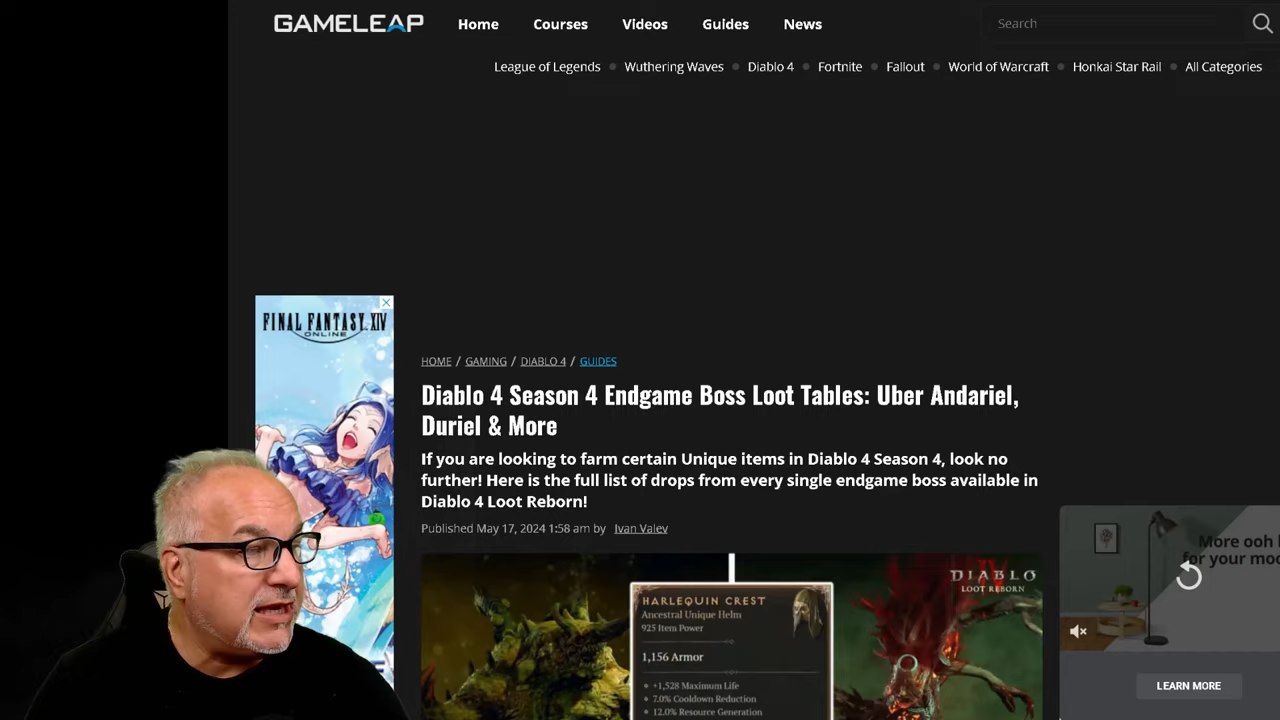 GAMELEAP
Home
Courses
Videos
Guides
News
Search
League of Legends
Wuthering Waves
Diablo 4
Fortnite
Fallout
World of Warcraft
Honkai Star Rail
All Categories
FINAL FANTASY XIV
ONLINE
HOME / GAMING / DIABLO 4 / GUIDES
Diablo 4 Season 4 Endgame Boss Loot Tables: Uber Andariel,
Duriel & More
If you are looking to farm certain Unique items in Diablo 4 Season 4, look no
further! Here is the full list of drops from every single endgame boss available in
Diablo 4 Loot Reborn!
Published May 17, 2024 1:58 am by Ivan Valev
DIABLO IV
LOOT REBORN
HARLEQUIN CREST
Ancestral Unique Helm
925 Item Power
1,156 Armor
+1,528 Maximum Life
7.0% Cooldown Reduction
12.0% Resource Generation
More ooh
for your
LEARN MORE